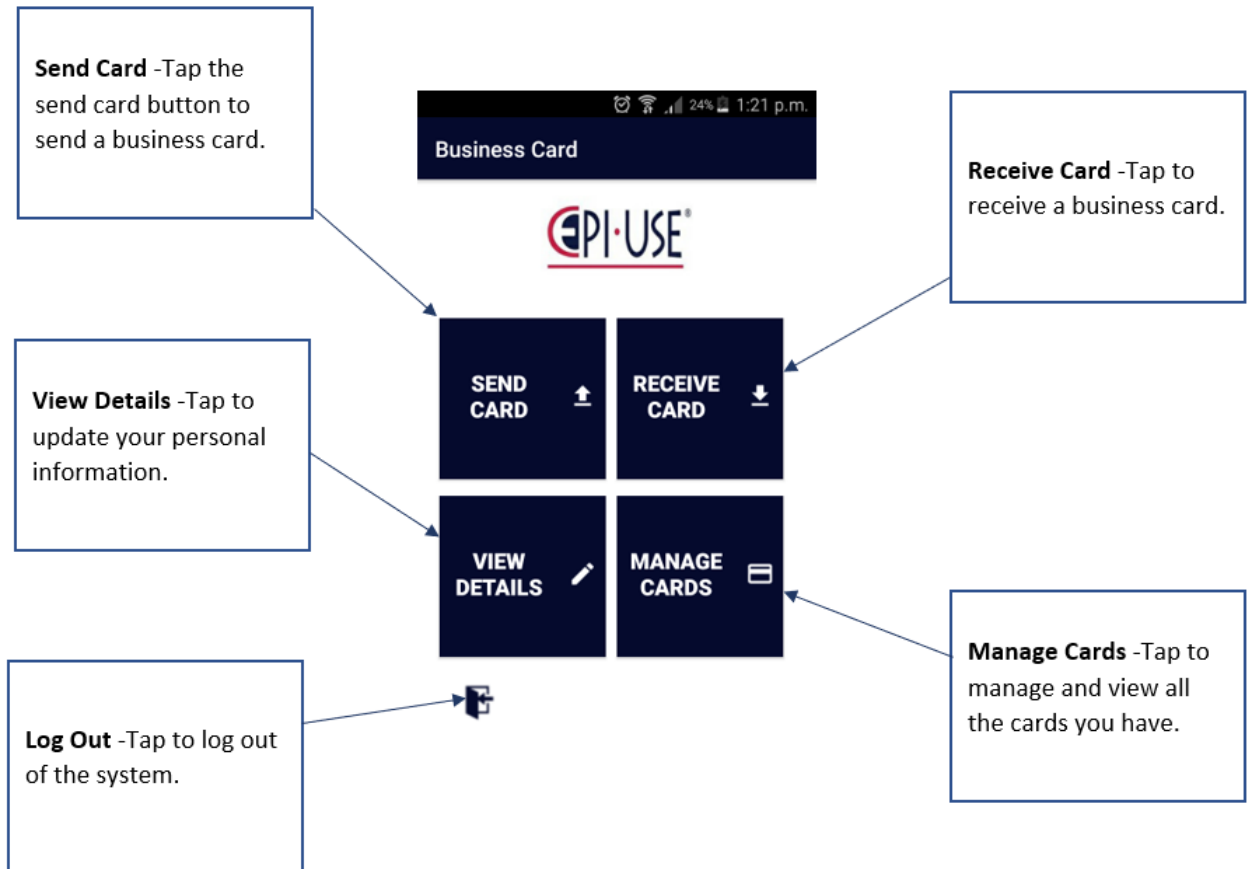 Send Card -Tap the
send card button to
send a business card.
24% 1:21 p.m.
Business Card
EPI·USE®
Receive Card -Tap to
receive a business card.
SEND
CARD
RECEIVE
CARD
View Details -Tap to
update your personal
information.
VIEW
DETAILS
MANAGE
CARDS
Manage Cards -Tap to
manage and view all
the cards you have.
Log Out -Tap to log out
of the system.